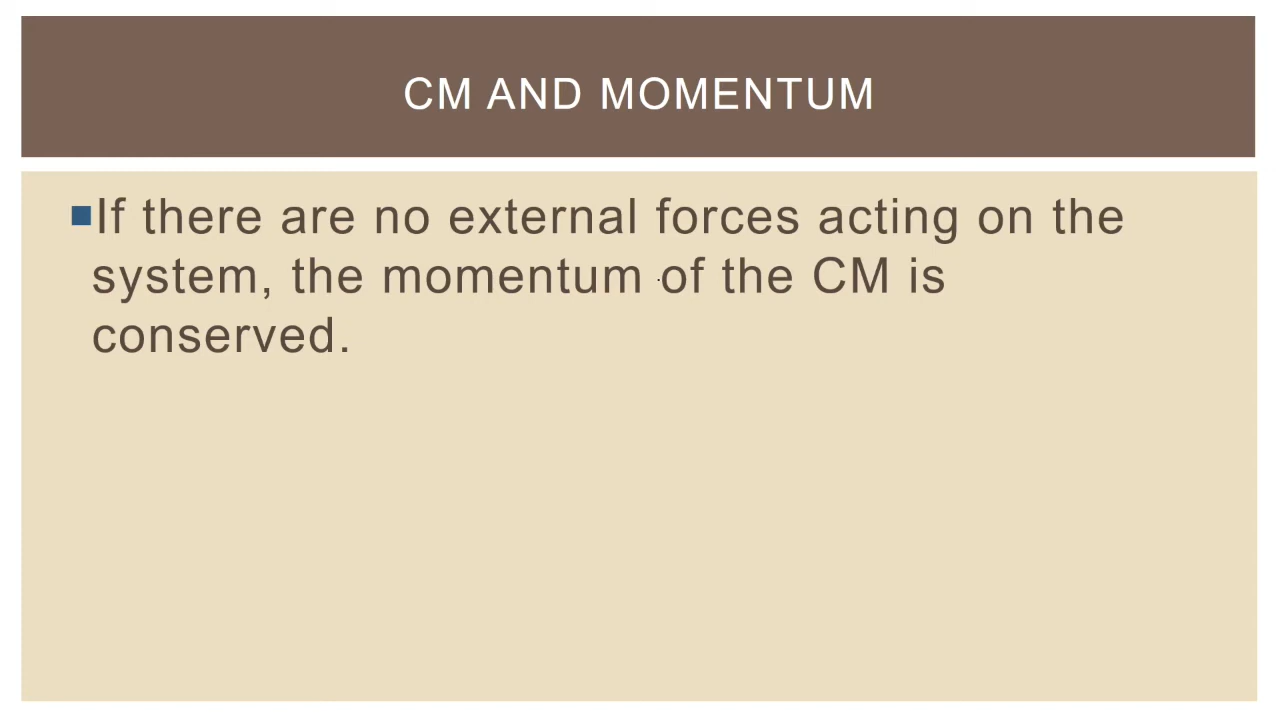 CM AND MOMENTUM
If there are no external forces acting on the
system, the momentum of the CM is
conserved.